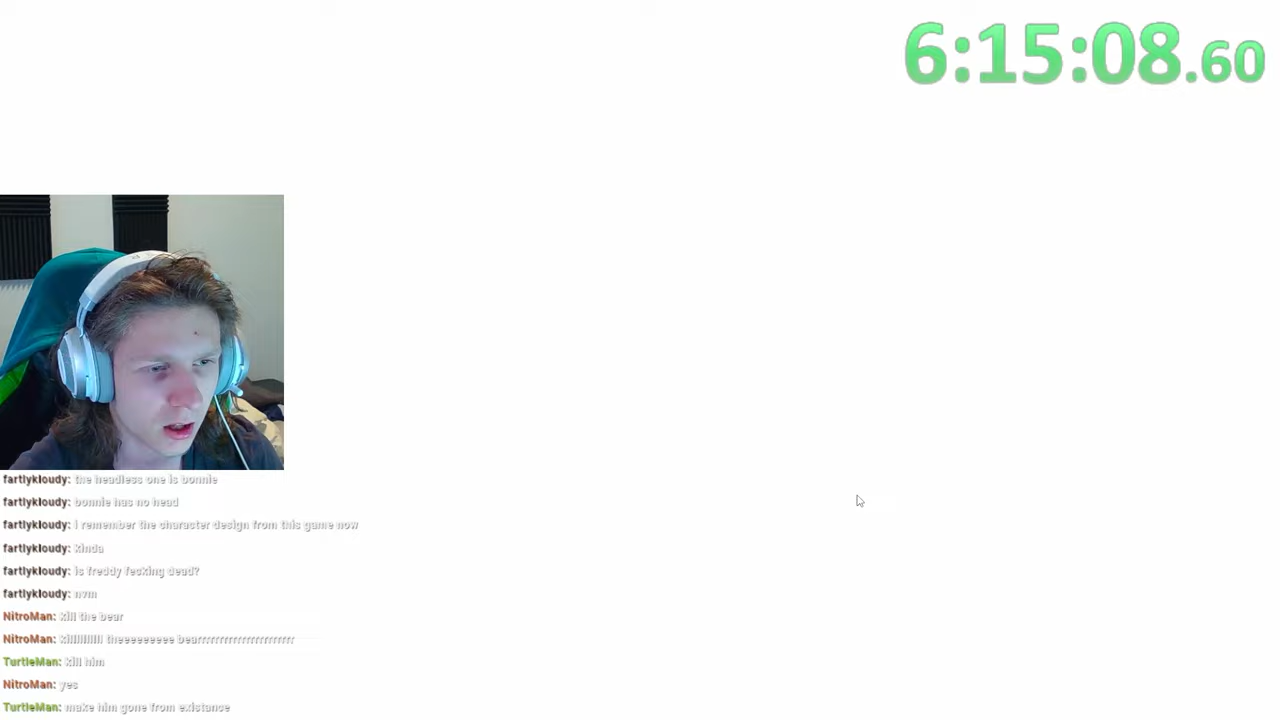 6:15:08.60
fartlykloudy: the headless one is bonnie
fartlykloudy: bonnie has no head
fartlykloudy: i remember the character design from this game now
fartlykloudy: kinda
fartlykloudy: is freddy fecking dead?
fartlykloudy: nvm
NitroMan: kill the bear
NitroMan: killlllllllll theeeeeeeee bearrrrrrrrrrrrrrrrrrrrrrr
TurtleMan: kill him
NitroMan: yes
TurtleMan: make him gone from existance